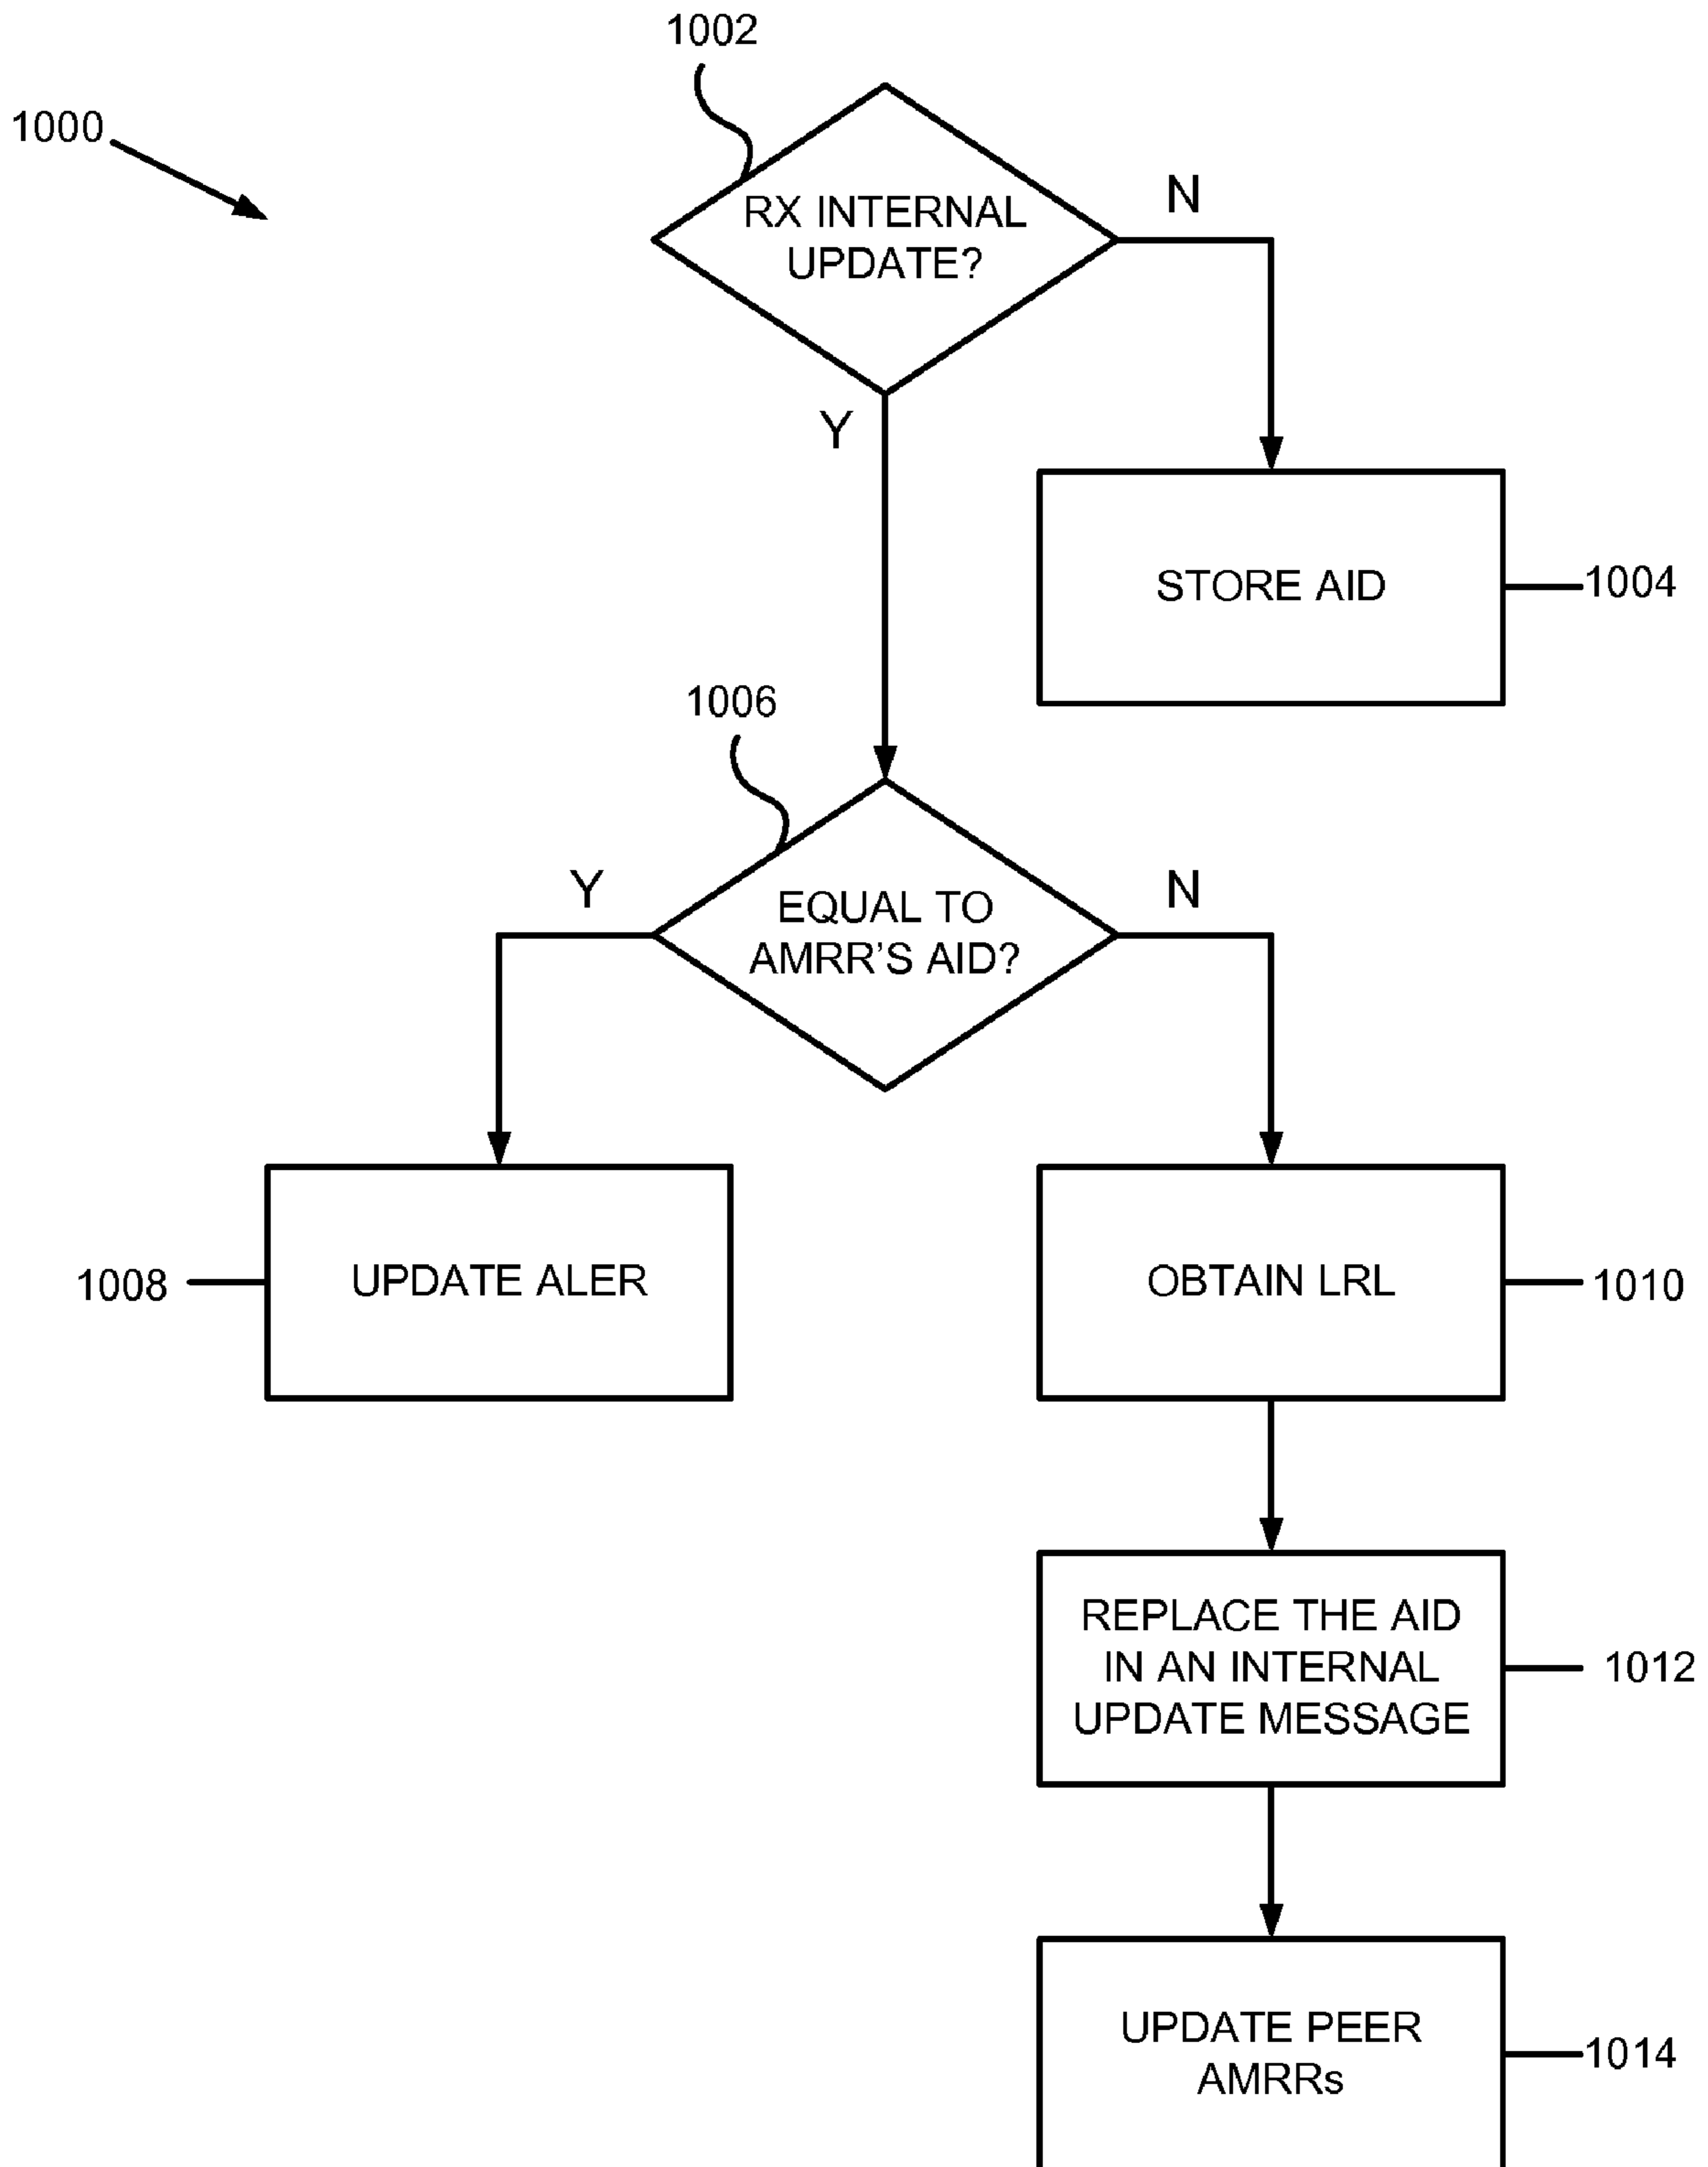 1002
1000
RX INTERNAL
UPDATE?
N
Y
STORE AID
1004
1006
Y
EQUAL TO
AMRR'S AID?
N
1008
UPDATE ALER
OBTAIN LRL
1010
REPLACE THE AID
IN AN INTERNAL
UPDATE MESSAGE
1012
UPDATE PEER
AMRRs
1014